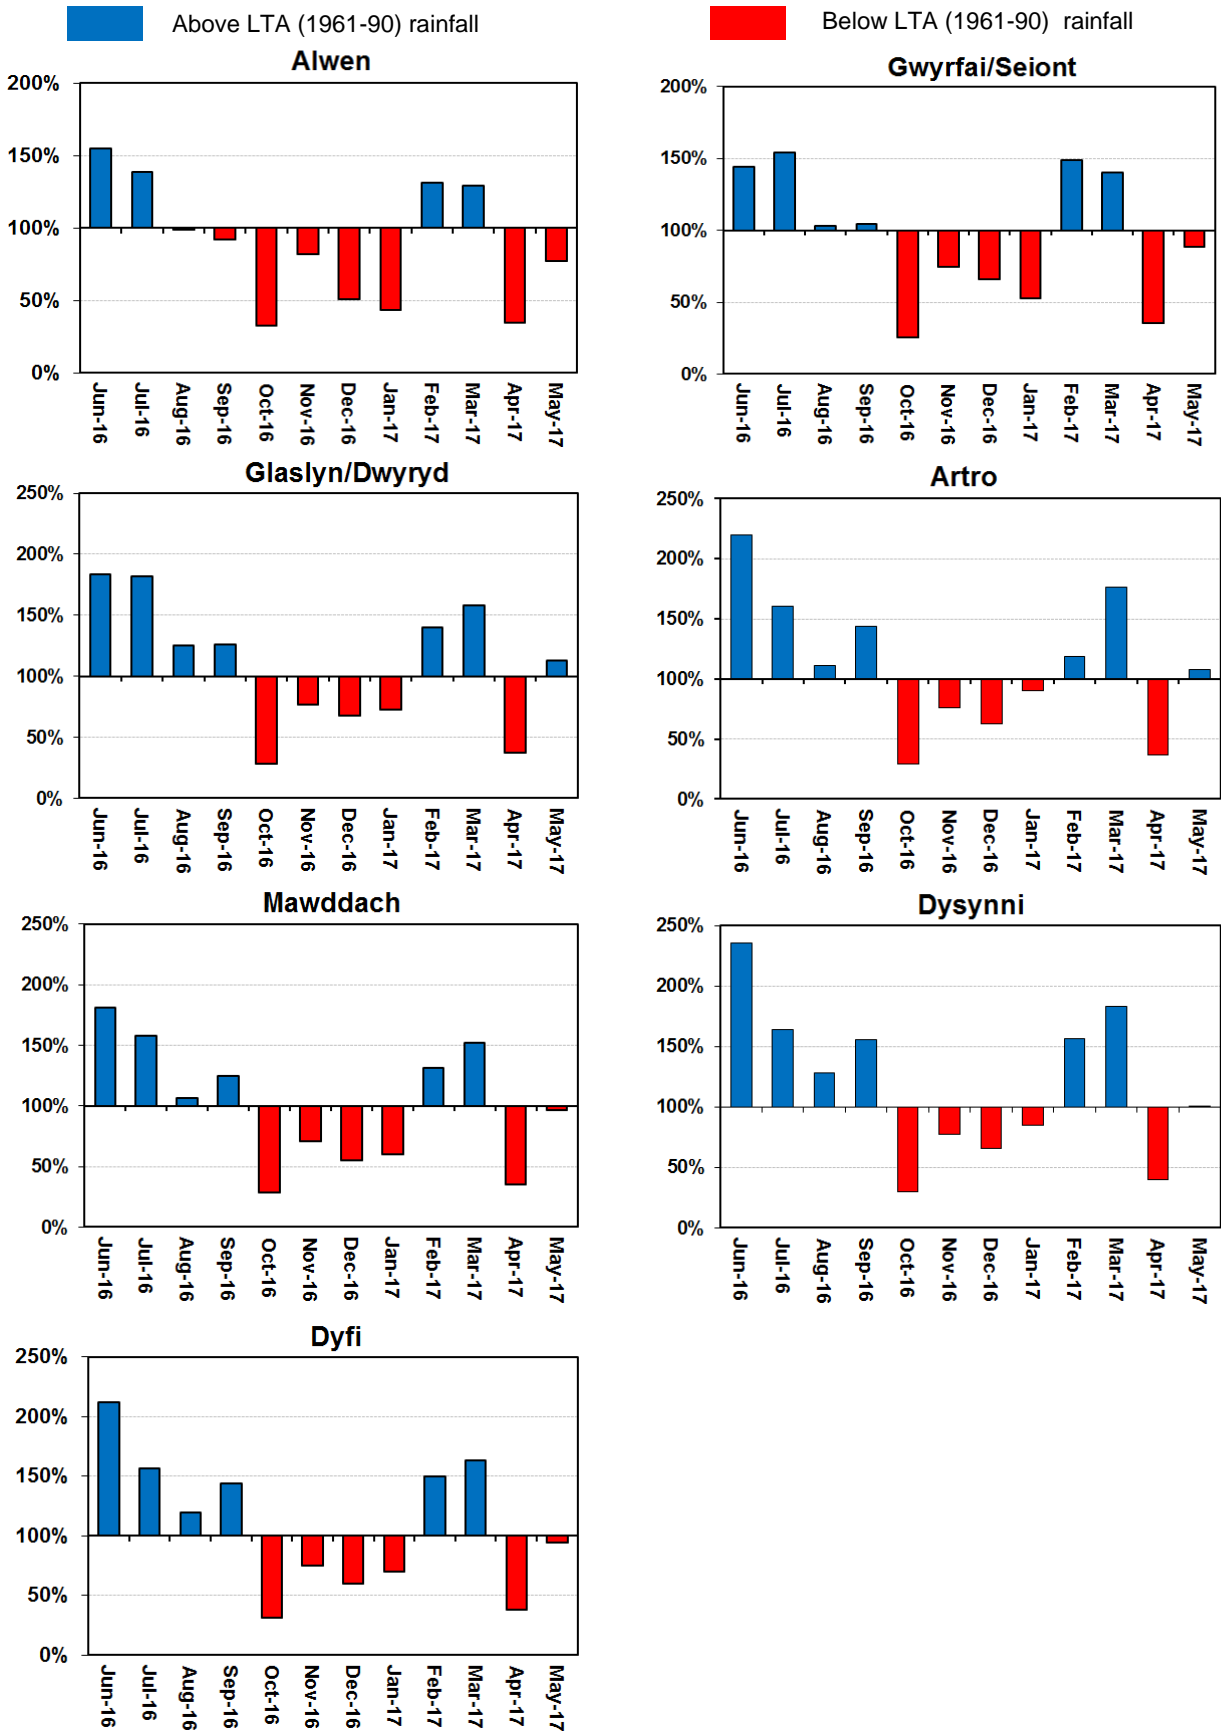 Above LTA (1961-90) rainfall
Below LTA (1961-90) rainfall
Alwen
200%
150%
100%
50%
0%
Jun-16
Jul-16
Aug-16
Sep-16
Oct-16
Nov-16
Dec-16
Jan-17
Feb-17
Mar-17
Apr-17
May-17
Gwyrfai/Seiont
200%
150%
100%
50%
0%
Jun-16
Jul-16
Aug-16
Sep-16
Oct-16
Nov-16
Dec-16
Jan-17
Feb-17
Mar-17
Apr-17
May-17
Glaslyn/Dwyryd
250%
200%
150%
100%
50%
0%
Jun-16
Jul-16
Aug-16
Sep-16
Oct-16
Nov-16
Dec-16
Jan-17
Feb-17
Mar-17
Apr-17
May-17
Artro
250%
200%
150%
100%
50%
0%
Jun-16
Jul-16
Aug-16
Sep-16
Oct-16
Nov-16
Dec-16
Jan-17
Feb-17
Mar-17
Apr-17
May-17
Mawddach
250%
200%
150%
100%
50%
0%
Jun-16
Jul-16
Aug-16
Sep-16
Oct-16
Nov-16
Dec-16
Jan-17
Feb-17
Mar-17
Apr-17
May-17
Dysynni
250%
200%
150%
100%
50%
0%
Jun-16
Jul-16
Aug-16
Sep-16
Oct-16
Nov-16
Dec-16
Jan-17
Feb-17
Mar-17
Apr-17
May-17
Dyfi
250%
200%
150%
100%
50%
0%
Jun-16
Jul-16
Aug-16
Sep-16
Oct-16
Nov-16
Dec-16
Jan-17
Feb-17
Mar-17
Apr-17
May-17